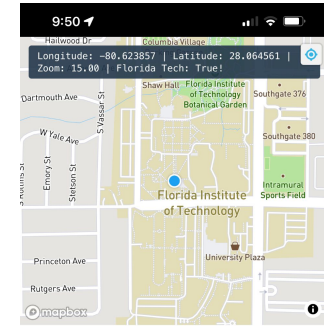 9:50
Hailwood Dr
Columbia Village
Longitude: -80.623857 | Latitude: 28.064561 |
Zoom: 15.00 | Florida Tech: True!
Shaw Hall
Florida Institute
of Technology
Botanical Garden
Southgate 376
Dartmouth Ave
S Vassar St
W Yale Ave
Southgate 380
Emory St
Stetson St
Florida Institute
of Technology
Intramural
Sports Field
University Plaza
Princeton Ave
Rutgers Ave
mapbox